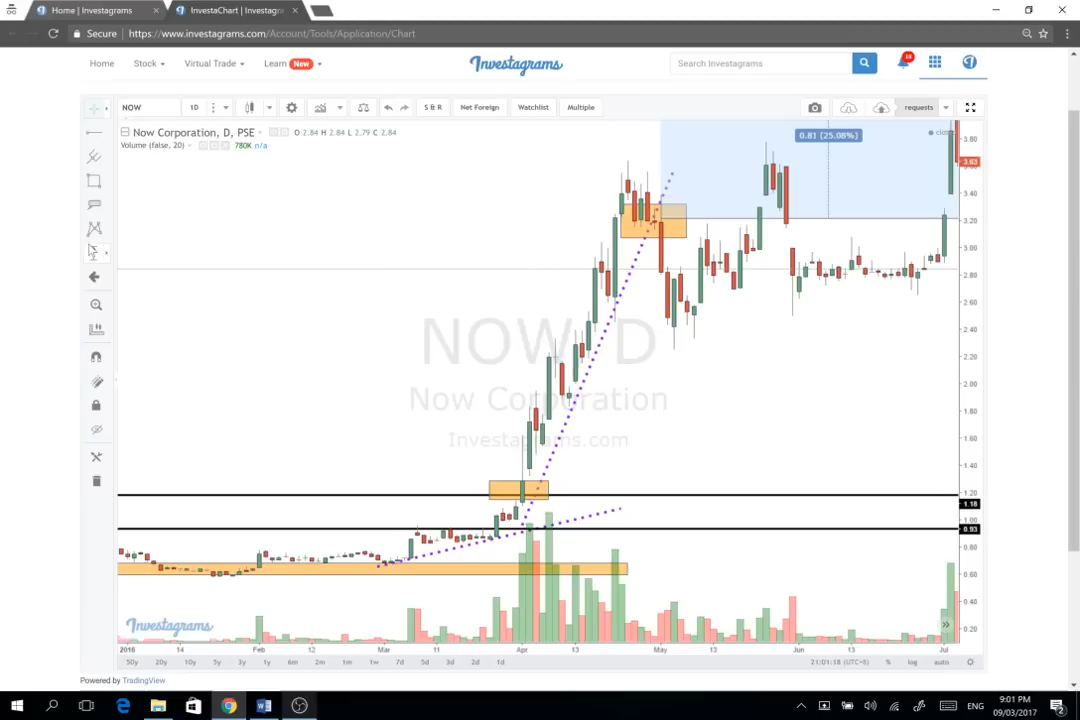 Home | Investagrams
InvestaChart | Investagram
Secure
https://www.investagrams.com/Account/Tools/Application/Chart
Home Stock Virtual Trade Learn New
Investagrams
Search Investagrams
NOW 1D S & R Net Foreign Watchlist Multiple requests
Now Corporation, D, PSE O 2.84 H 2.84 L 2.79 C 2.84
Volume (false, 20) 780K n/a
0.81 (25.08%)
3.80
3.63
3.40
3.20
3.00
2.80
2.60
2.40
2.20
2.00
1.80
1.60
1.40
1.20
1.18
1.00
0.93
0.80
0.60
0.40
0.20
NOW, D
Now Corporation
Investagrams.com
Investagrams
2016 14 Feb 12 Mar 11 Apr 13 May 13 Jun 13 Jul
50y 20y 10y 5y 3y 1y 6m 2m 1m 1w 7d 5d 3d 2d 1d
21:01:18 (UTC+8) % log auto
Powered by TradingView
ENG
9:01 PM
09/03/2017
2